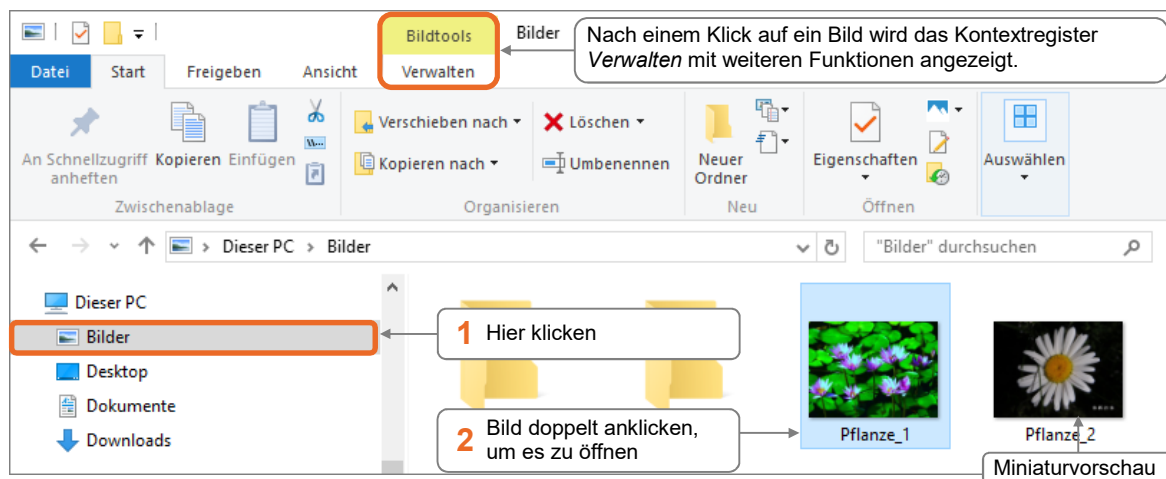 Bildtools
Bilder
Nach einem Klick auf ein Bild wird das Kontextregister
Verwalten mit weiteren Funktionen angezeigt.
Datei Start Freigeben Ansicht Verwalten
An Schnellzugriff
anheften
Kopieren
Einfügen
Verschieben nach
Kopieren nach
Löschen
Umbenennen
Neuer
Ordner
Eigenschaften
Auswählen
Zwischenablage Organisieren Neu Öffnen
Dieser PC > Bilder
"Bilder" durchsuchen
Dieser PC
Bilder
Desktop
Dokumente
Downloads
1 Hier klicken
2 Bild doppelt anklicken,
um es zu öffnen
Pflanze_1
Pflanze_2
Miniaturvorschau